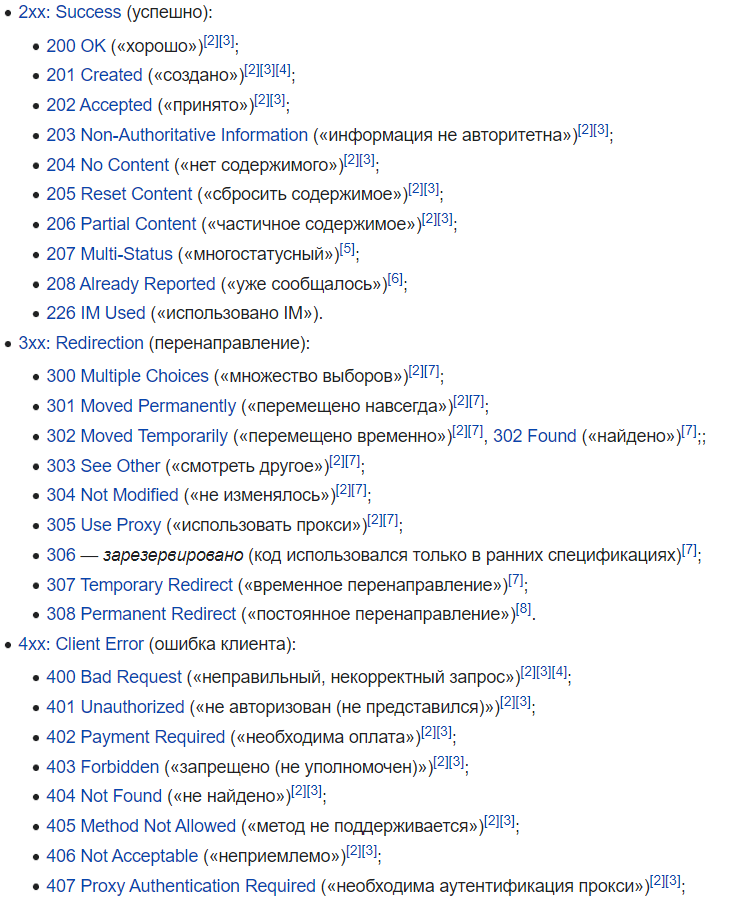 2xx: Success (успешно):
200 OK («хорошо»)[2][3];
201 Created («создано»)[2][3][4];
202 Accepted («принято»)[2][3];
203 Non-Authoritative Information («информация не авторитетна»)[2][3];
204 No Content («нет содержимого»)[2][3];
205 Reset Content («сбросить содержимое»)[2][3];
206 Partial Content («частичное содержимое»)[2][3];
207 Multi-Status («многостатусный»)[5];
208 Already Reported («уже сообщалось»)[6];
226 IM Used («использовано IM»).
3xx: Redirection (перенаправление):
300 Multiple Choices («множество выборов»)[2][7];
301 Moved Permanently («перемещено навсегда»)[2][7];
302 Moved Temporarily («перемещено временно»)[2][7], 302 Found («найдено»)[7];;
303 See Other («смотреть другое»)[2][7];
304 Not Modified («не изменялось»)[2][7];
305 Use Proxy («использовать прокси»)[2][7];
306 — зарезервировано (код использовался только в ранних спецификациях)[7];
307 Temporary Redirect («временное перенаправление»)[7];
308 Permanent Redirect («постоянное перенаправление»)[8].
4xx: Client Error (ошибка клиента):
400 Bad Request («неправильный, некорректный запрос»)[2][3][4];
401 Unauthorized («не авторизован (не представился)»)[2][3];
402 Payment Required («необходима оплата»)[2][3];
403 Forbidden («запрещено (не уполномочен)»)[2][3];
404 Not Found («не найдено»)[2][3];
405 Method Not Allowed («метод не поддерживается»)[2][3];
406 Not Acceptable («неприемлемо»)[2][3];
407 Proxy Authentication Required («необходима аутентификация прокси»)[2][3];